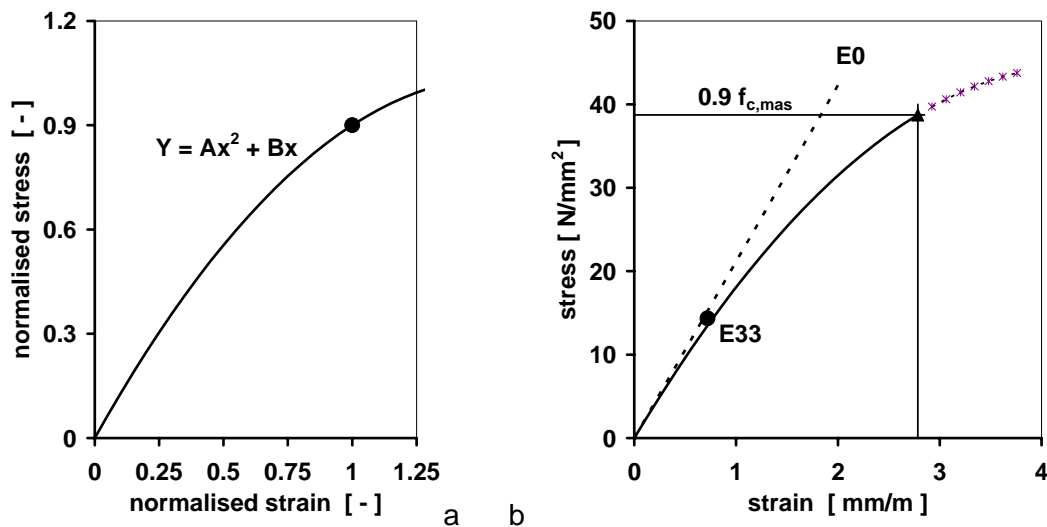 1.2
0.9
0.6
0.3
0
normalised stress [ - ]
Y = Ax² + Bx
0 0.25 0.5 0.75 1 1.25
normalised strain [ - ]
a
b
50
40
30
20
10
0
stress [ N/mm² ]
E0
0.9 fc,mas
E33
0 1 2 3 4
strain [ mm/m ]